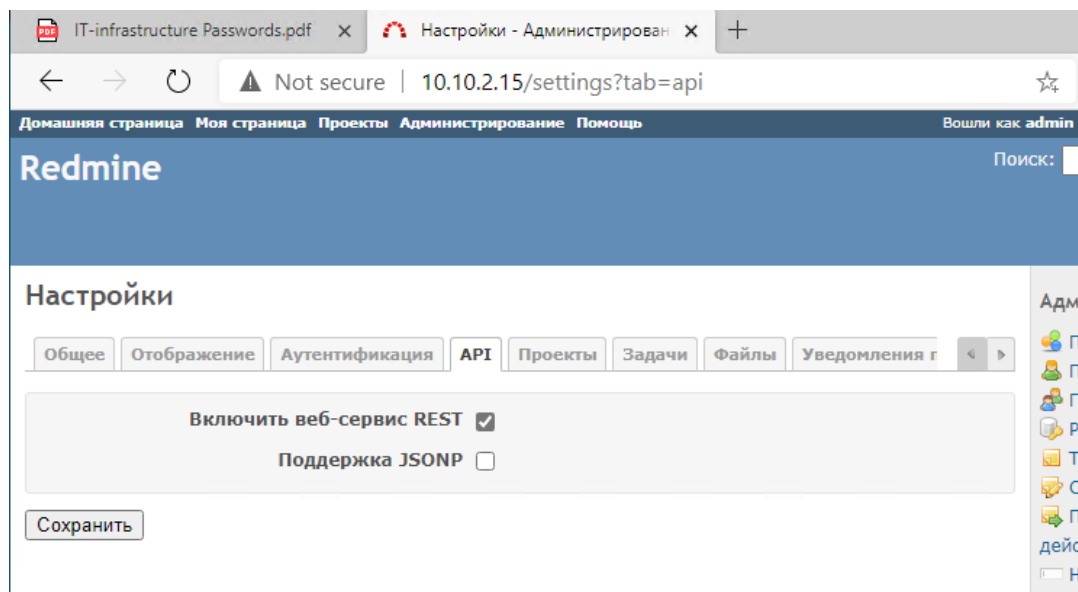 IT-infrastructure Passwords.pdf
Настройки - Администрирован
Not secure | 10.10.2.15/settings?tab=api
Домашняя страница Моя страница Проекты Администрирование Помощь Вошли как admin
Redmine Поиск:
Настройки
Общее Отображение Аутентификация API Проекты Задачи Файлы Уведомления п
Включить веб-сервис REST
Поддержка JSONP
Сохранить
Адм
дейс